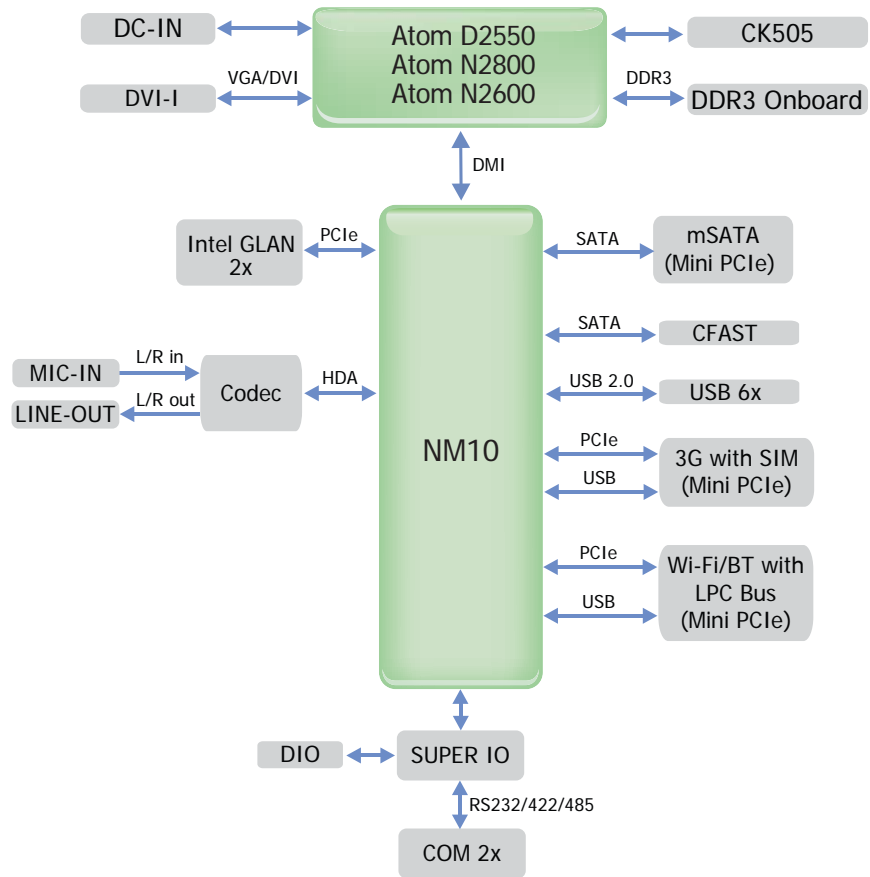 DC-IN
Atom D2550
Atom N2800
Atom N2600
CK505
VGA/DVI
DVI-I
DDR3
DDR3 Onboard
DMI
Intel GLAN
2x
PCIe
NM10
SATA
mSATA
(Mini PCIe)
SATA
CFAST
MIC-IN
L/R in
LINE-OUT
L/R out
Codec
HDA
USB 2.0
USB 6x
PCIe
USB
3G with SIM
(Mini PCIe)
PCIe
USB
Wi-Fi/BT with
LPC Bus
(Mini PCIe)
DIO
SUPER IO
RS232/422/485
COM 2x